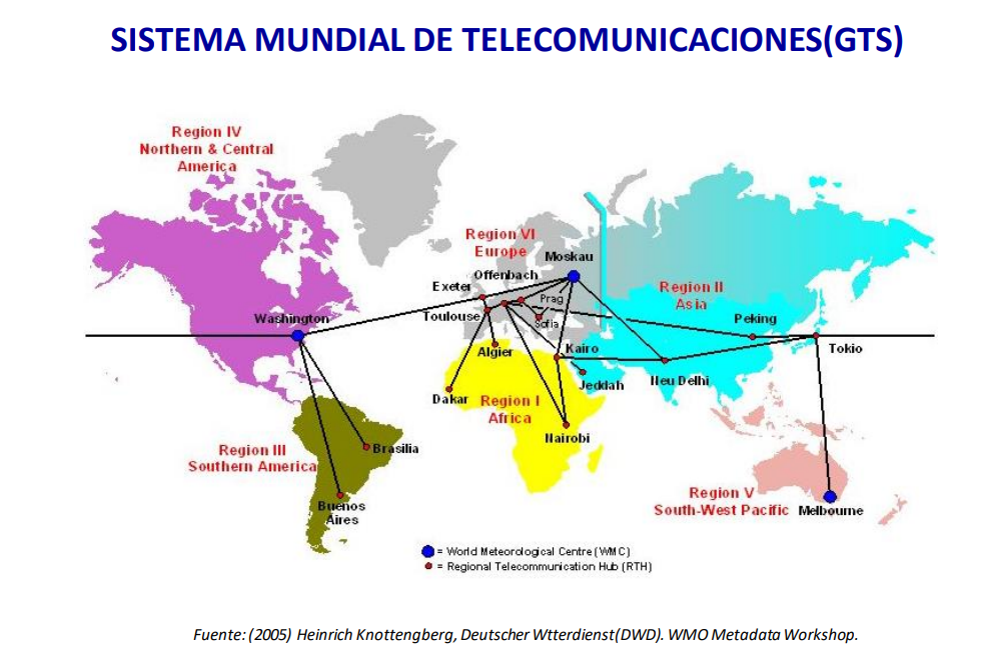 SISTEMA MUNDIAL DE TELECOMUNICACIONES(GTS)
Region IV
Northern & Central
America
Region VI
Europe
Moskau
Offenbach
Exeter
Region II
Asia
Prag
Washington
Toulouse
Sofia
Peking
Algier
Kairo
Tokio
Jeddah
Neu Delhi
Dakar
Region I
Africa
Nairobi
Brasilia
Region III
Southern America
Buenos
Aires
Region V
South-West Pacific
Melbourne
= World Meteorological Centre (WMC)
= Regional Telecommunication Hub (RTH)
Fuente: (2005) Heinrich Knottengberg, Deutscher Wtterdienst(DWD). WMO Metadata Workshop.